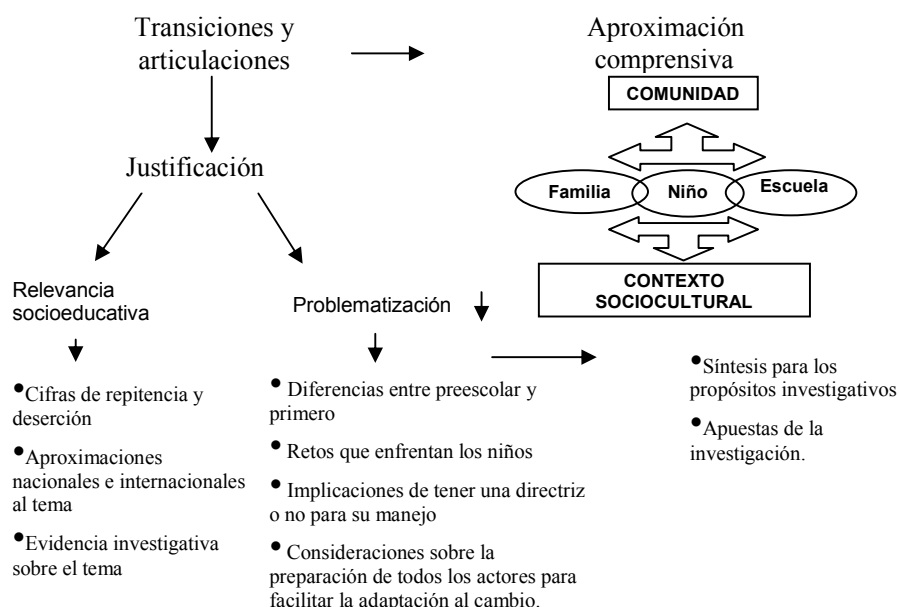 Transiciones y
articulaciones
Aproximación
comprensiva
COMUNIDAD
Familia
Niño
Escuela
CONTEXTO
SOCIOCULTURAL
Justificación
Relevancia
socioeducativa
•Cifras de repitencia y
deserción
•Aproximaciones
nacionales e internacionales
al tema
•Evidencia investigativa
sobre el tema
Problematización
• Diferencias entre preescolar y
primero
• Retos que enfrentan los niños
• Implicaciones de tener una directriz
o no para su manejo
• Consideraciones sobre la
preparación de todos los actores para
facilitar la adaptación al cambio.
•Síntesis para los
propósitos investigativos
•Apuestas de la
investigación.